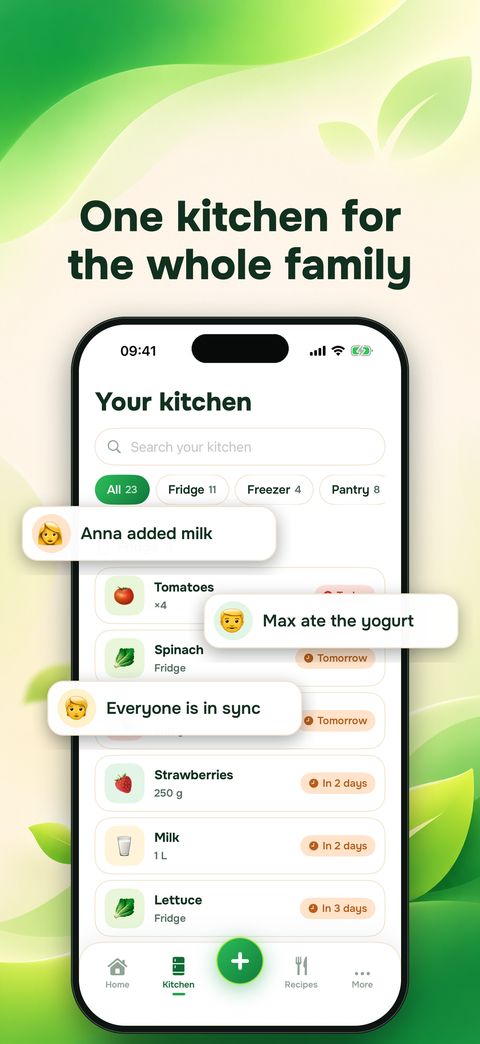 One kitchen for
the whole family
09:41
Your kitchen
Search your kitchen
All 23
Fridge 11
Freezer 4
Pantry 8
Anna added milk
Tomatoes
×4
Max ate the yogurt
Spinach
Fridge
Tomorrow
Everyone is in sync
Tomorrow
Strawberries
250 g
In 2 days
Milk
1 L
In 2 days
Lettuce
Fridge
In 3 days
Home
Kitchen
Recipes
More